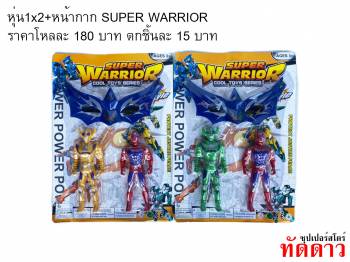 หุ่น1x2+หน้ากาก SUPER WARRIOR
ราคาโหลละ 180 บาท ตกชิ้นละ 15 บาท
SUPER
WARRIOR
COOL TOYS SERIES
POWER POWER PO
SUPER
WARRIOR
COOL TOYS SERIES
POWER POWER PO
ซุปเปอร์สโตร์
ทัดดาว